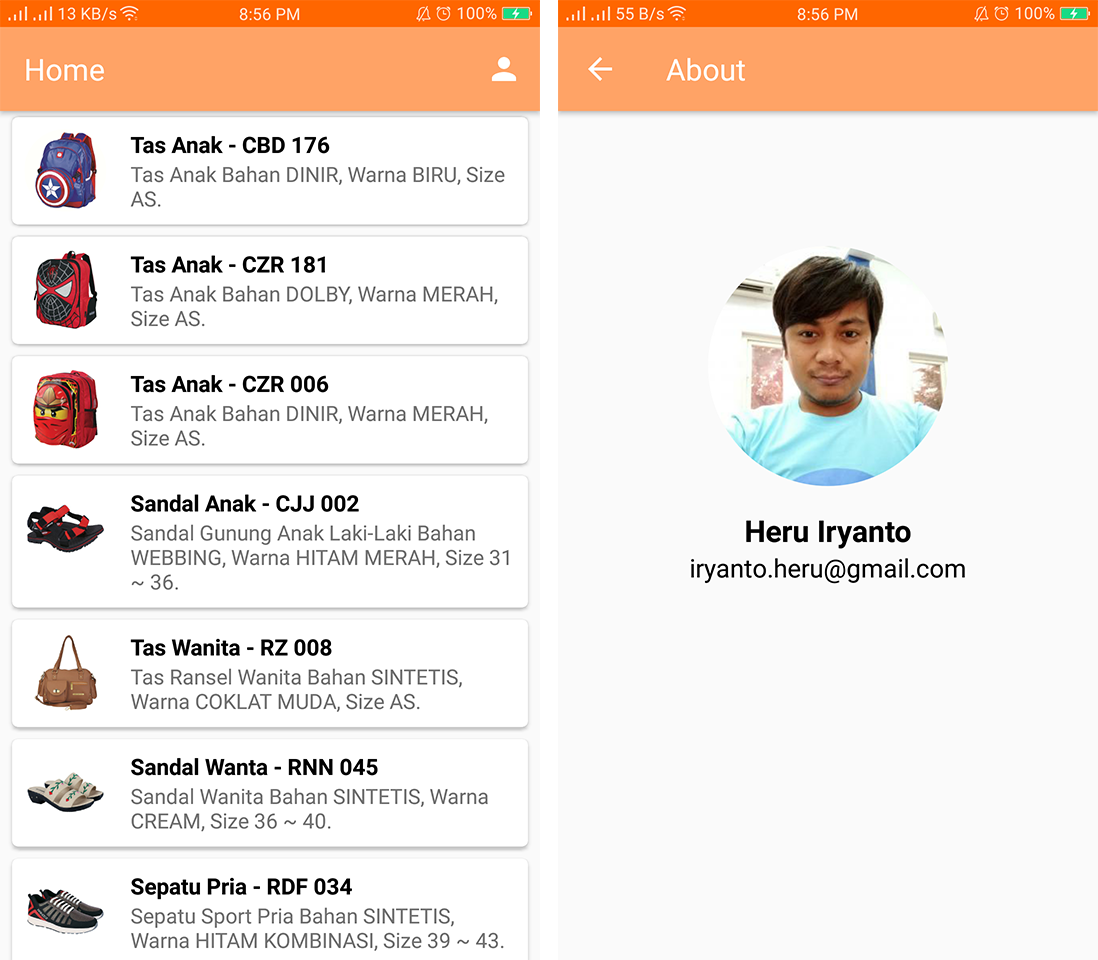 13 KB/s
8:56 PM
100%
Home
Tas Anak - CBD 176
Tas Anak Bahan DINIR, Warna BIRU, Size
AS.
Tas Anak - CZR 181
Tas Anak Bahan DOLBY, Warna MERAH,
Size AS.
Tas Anak - CZR 006
Tas Anak Bahan DINIR, Warna MERAH,
Size AS.
Sandal Anak - CJJ 002
Sandal Gunung Anak Laki-Laki Bahan
WEBBING, Warna HITAM MERAH, Size 31
~ 36.
Tas Wanita - RZ 008
Tas Ransel Wanita Bahan SINTETIS,
Warna COKLAT MUDA, Size AS.
Sandal Wanta - RNN 045
Sandal Wanita Bahan SINTETIS, Warna
CREAM, Size 36 ~ 40.
Sepatu Pria - RDF 034
Sepatu Sport Pria Bahan SINTETIS,
Warna HITAM KOMBINASI, Size 39 ~ 43.
55 B/s
8:56 PM
100%
About
Heru Iryanto
iryanto.heru@gmail.com